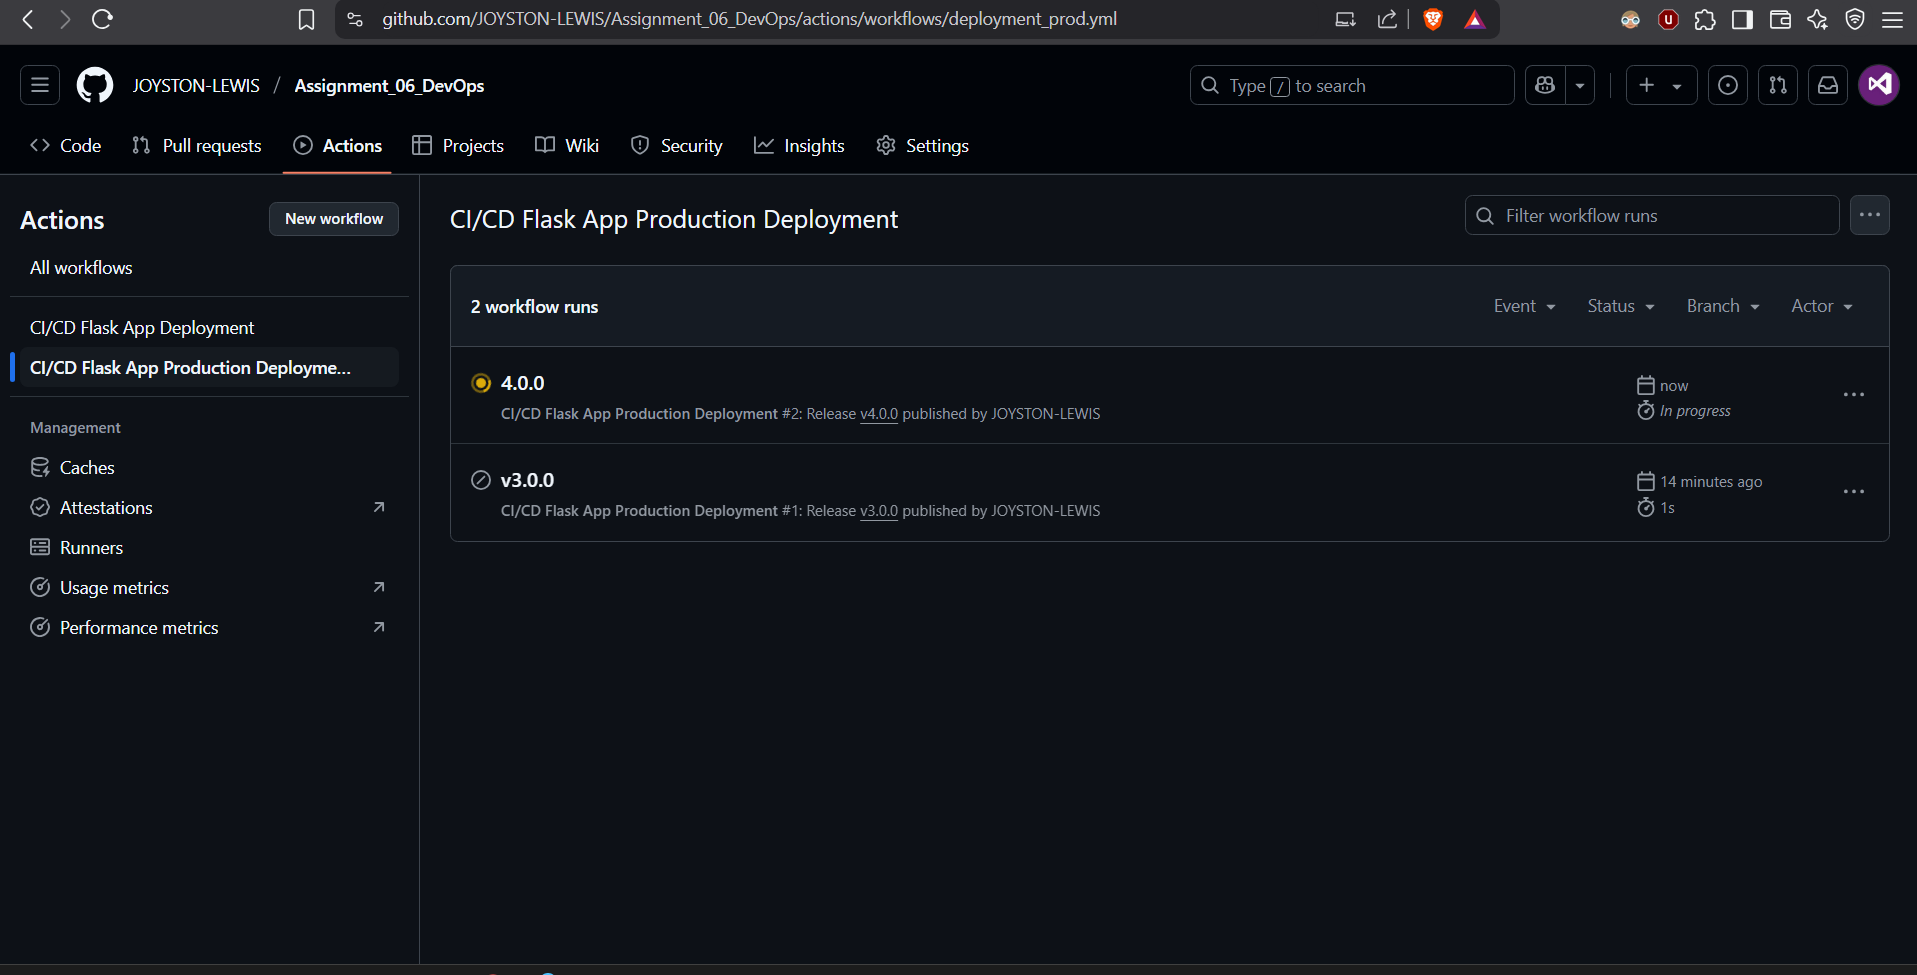 github.com/JOYSTON-LEWIS/Assignment_06_DevOps/actions/workflows/deployment_prod.yml
JOYSTON-LEWIS / Assignment_06_DevOps
Type / to search
Code
Pull requests
Actions
Projects
Wiki
Security
Insights
Settings
Actions
New workflow
All workflows
CI/CD Flask App Deployment
CI/CD Flask App Production Deployme...
Management
Caches
Attestations
Runners
Usage metrics
Performance metrics
CI/CD Flask App Production Deployment
Filter workflow runs
2 workflow runs
Event
Status
Branch
Actor
4.0.0
CI/CD Flask App Production Deployment #2: Release v4.0.0 published by JOYSTON-LEWIS
now
In progress
v3.0.0
CI/CD Flask App Production Deployment #1: Release v3.0.0 published by JOYSTON-LEWIS
14 minutes ago
1s